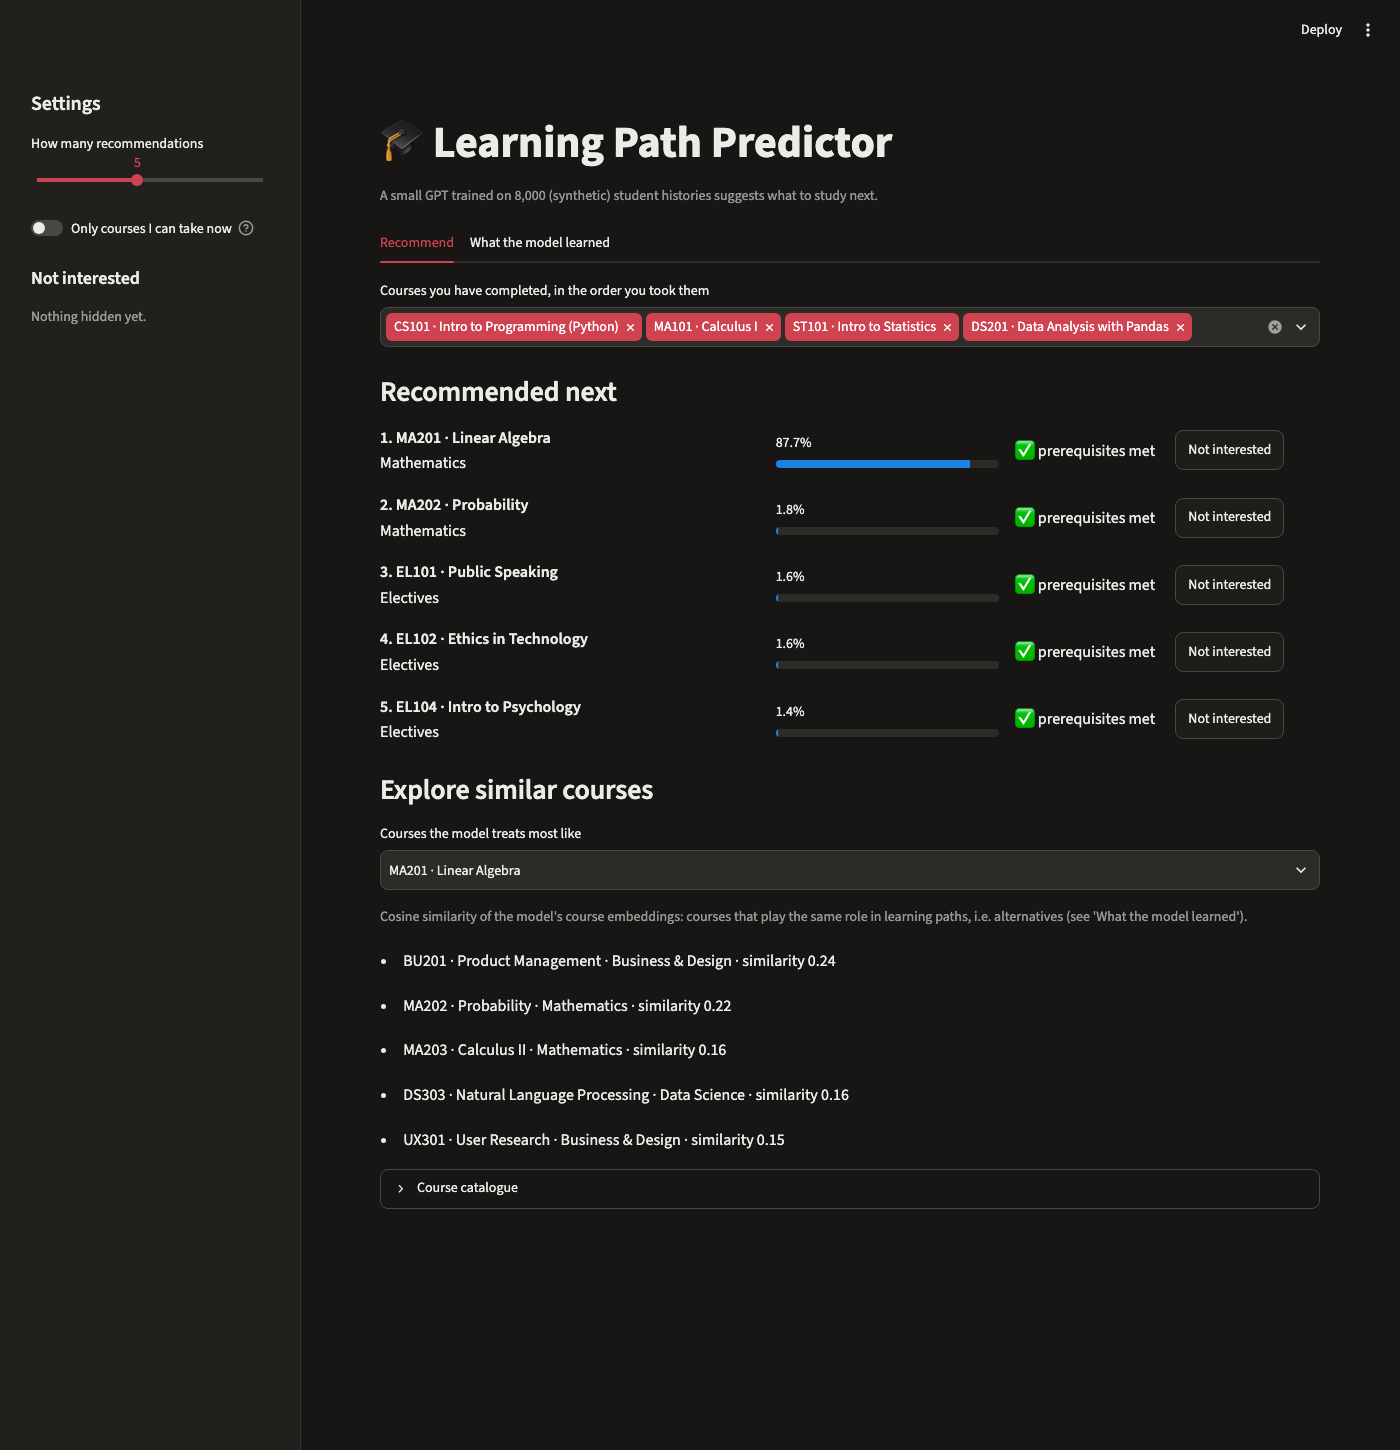 Deploy
Settings
How many recommendations
5
Only courses I can take now
Not interested
Nothing hidden yet.
Learning Path Predictor
A small GPT trained on 8,000 (synthetic) student histories suggests what to study next.
Recommend What the model learned
Courses you have completed, in the order you took them
CS101 · Intro to Programming (Python) × MA101 · Calculus I × ST101 · Intro to Statistics × DS201 · Data Analysis with Pandas ×
Recommended next
1. MA201 · Linear Algebra
Mathematics
87.7%
prerequisites met
Not interested
2. MA202 · Probability
Mathematics
1.8%
prerequisites met
Not interested
3. EL101 · Public Speaking
Electives
1.6%
prerequisites met
Not interested
4. EL102 · Ethics in Technology
Electives
1.6%
prerequisites met
Not interested
5. EL104 · Intro to Psychology
Electives
1.4%
prerequisites met
Not interested
Explore similar courses
Courses the model treats most like
MA201 · Linear Algebra
Cosine similarity of the model's course embeddings: courses that play the same role in learning paths, i.e. alternatives (see 'What the model learned').
• BU201 · Product Management · Business & Design · similarity 0.24
• MA202 · Probability · Mathematics · similarity 0.22
• MA203 · Calculus II · Mathematics · similarity 0.16
• DS303 · Natural Language Processing · Data Science · similarity 0.16
• UX301 · User Research · Business & Design · similarity 0.15
Course catalogue